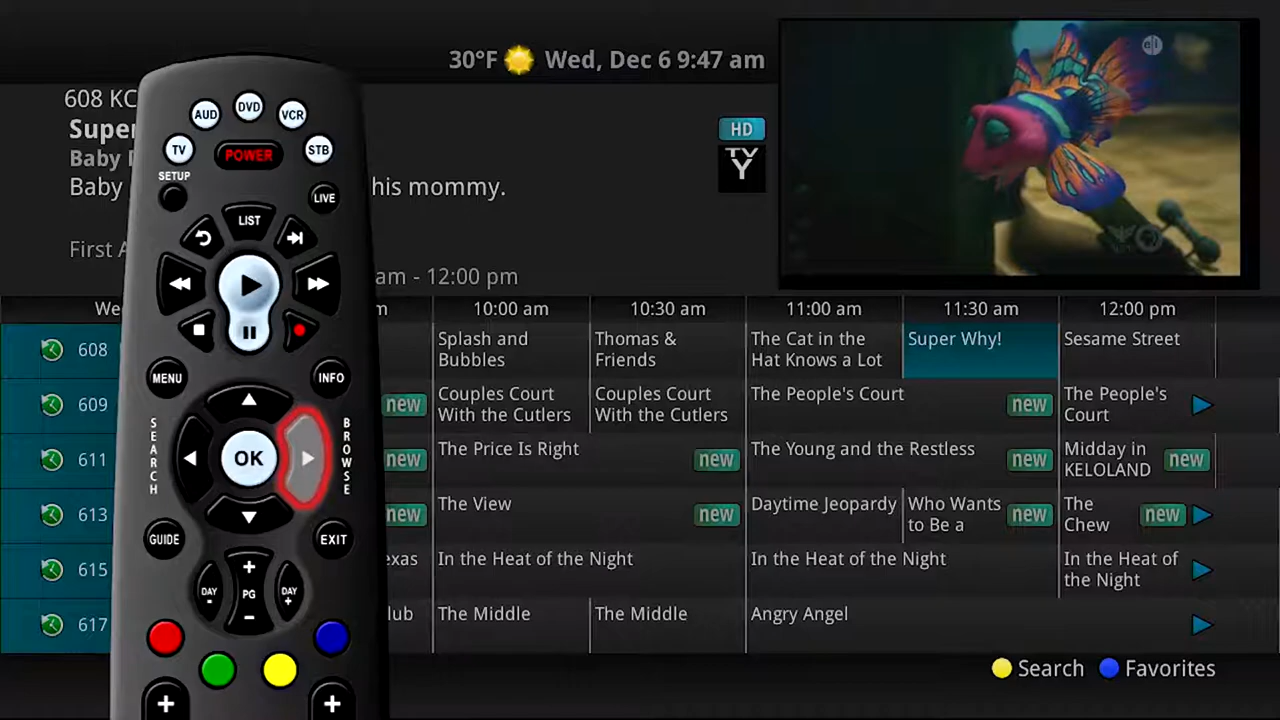 30°F Wed, Dec 6 9:47 am
608 KC
Super
Baby
Baby his mommy.
First A
am - 12:00 pm
HD
TV
Y
AUD DVD VCR
TV POWER STB
SETUP LIVE
LIST
MENU INFO
SEARCH OK BROWSE
GUIDE EXIT
+
DAY - PG DAY +
-
+ +
We m 10:00 am 10:30 am 11:00 am 11:30 am 12:00 pm
608 Splash and Bubbles Thomas & Friends The Cat in the Hat Knows a Lot Super Why! Sesame Street
609 new Couples Court With the Cutlers Couples Court With the Cutlers The People's Court new The People's Court
611 new The Price Is Right new The Young and the Restless new Midday in KELOLAND new
613 new The View new Daytime Jeopardy Who Wants to Be a new The Chew new
615 exas In the Heat of the Night In the Heat of the Night In the Heat of the Night
617 lub The Middle The Middle Angry Angel
Search Favorites